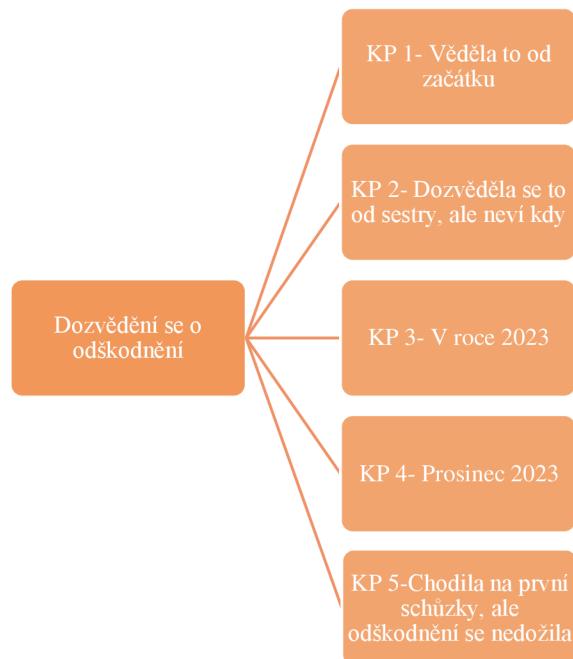 KP 1- Věděla to od
začátku
KP 2- Dozvěděla se to
od sestry, ale neví kdy
Dozvědění se o
odškodnění
KP 3- V roce 2023
KP 4- Prosinec 2023
KP 5-Chodila na první
schůzky, ale
odškodnění se nedožila